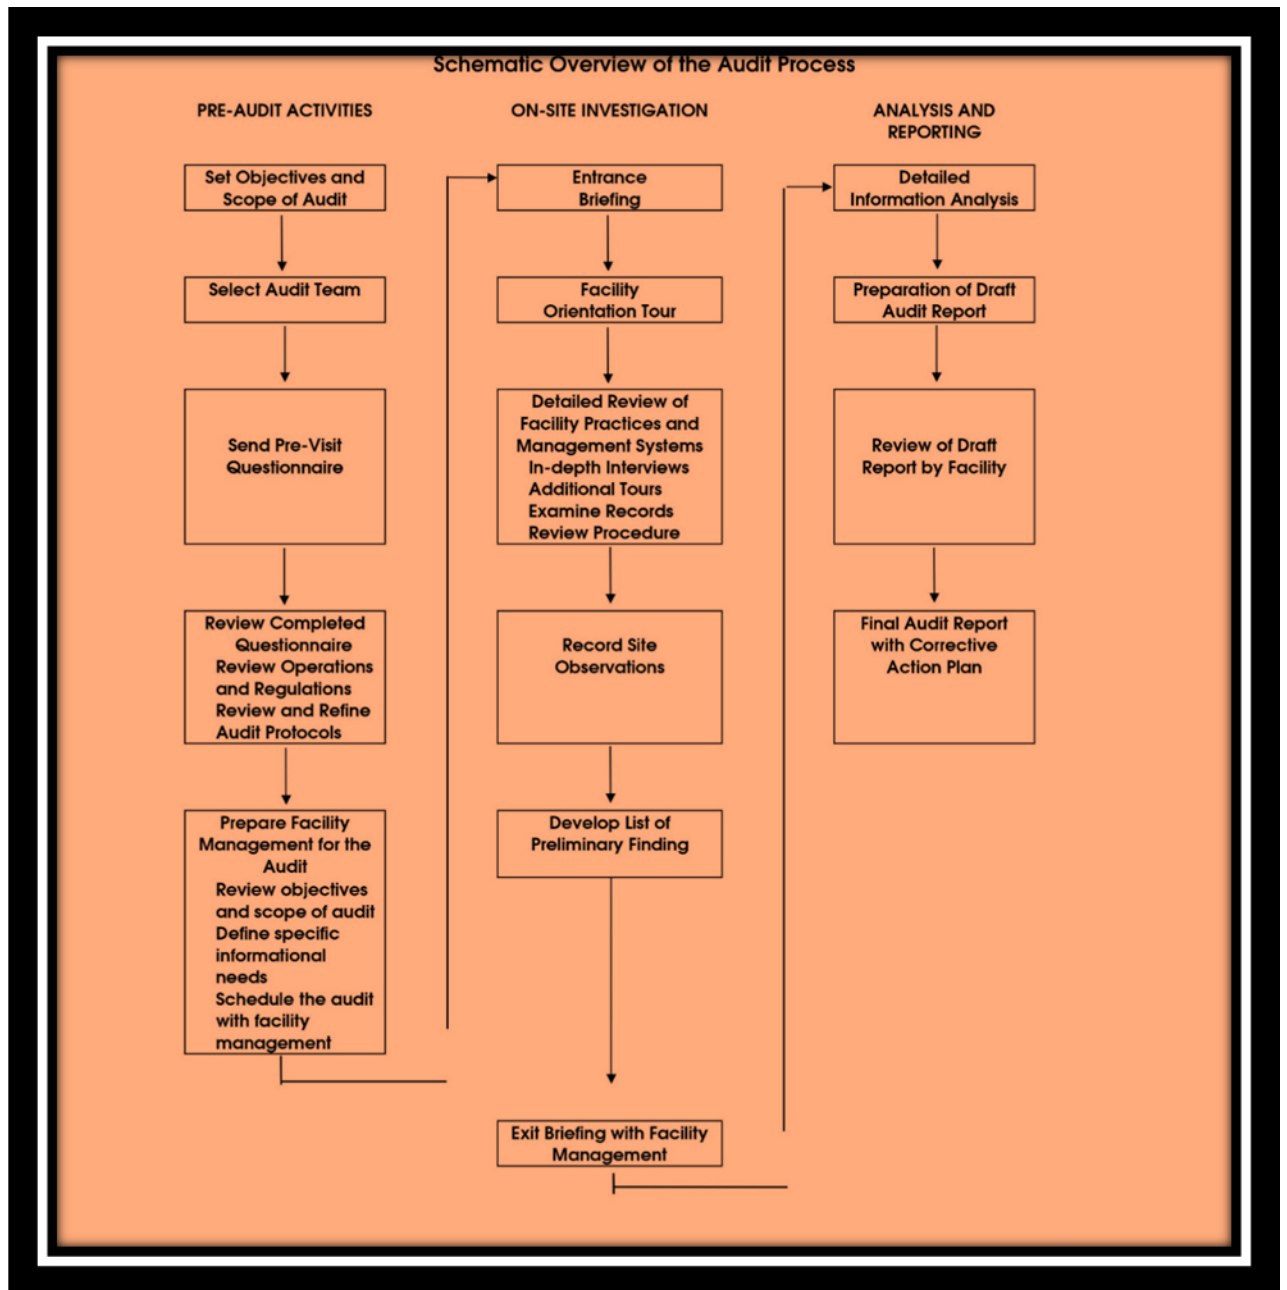 Schematic Overview of the Audit Process
PRE-AUDIT ACTIVITIES
Set Objectives and
Scope of Audit
Select Audit Team
Send Pre-Visit
Questionnaire
Review Completed
Questionnaire
Review Operations
and Regulations
Review and Refine
Audit Protocols
Prepare Facility
Management for the
Audit
Review objectives
and scope of audit
Define specific
informational
needs
Schedule the audit
with facility
management
ON-SITE INVESTIGATION
Entrance
Briefing
Facility
Orientation Tour
Detailed Review of
Facility Practices and
Management Systems
In-depth Interviews
Additional Tours
Examine Records
Review Procedure
Record Site
Observations
Develop List of
Preliminary Finding
Exit Briefing with Facility
Management
ANALYSIS AND
REPORTING
Detailed
Information Analysis
Preparation of Draft
Audit Report
Review of Draft
Report by Facility
Final Audit Report
with Corrective
Action Plan